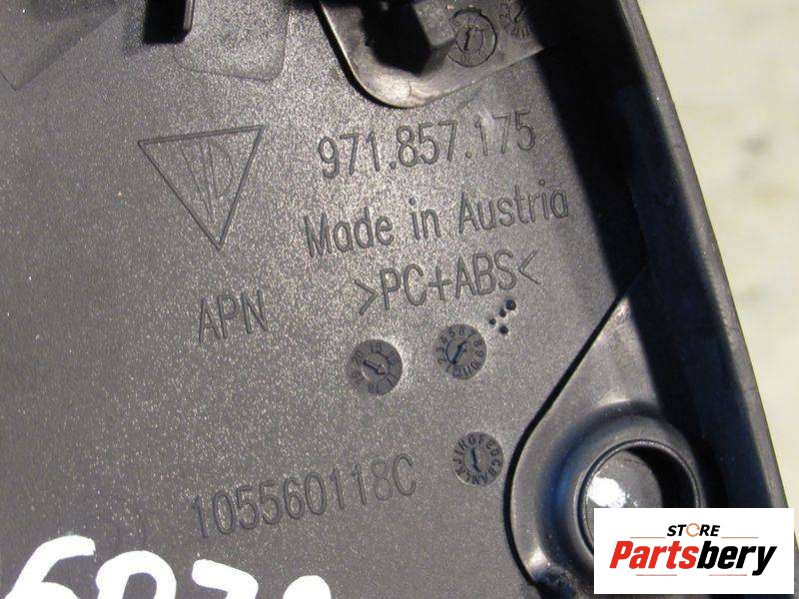 971.857.175
Made in Austria
>PC+ABS<
APN
105560118C
STORE
Partsbery